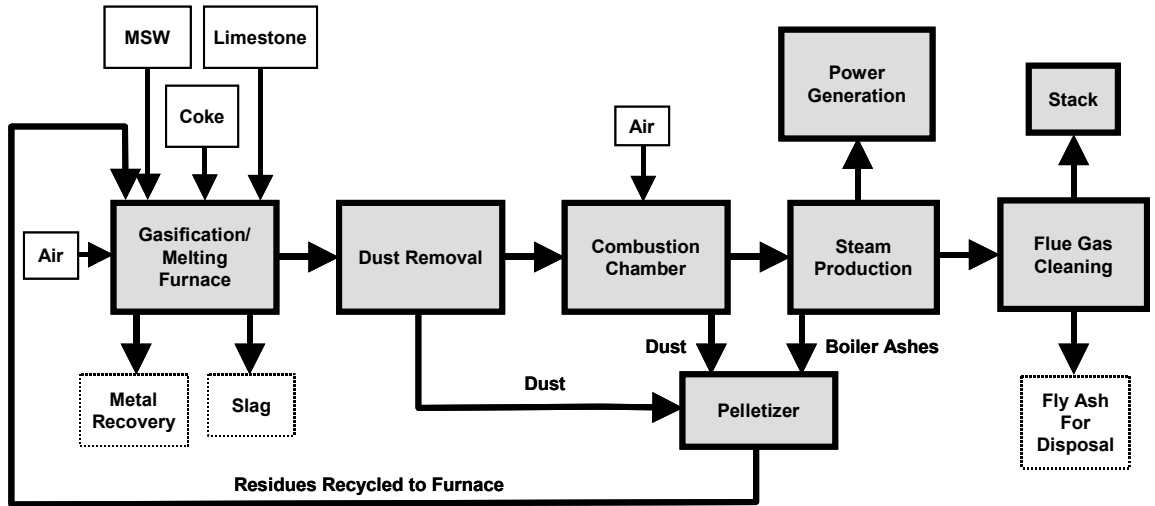 MSW
Limestone
Coke
Air
Power
Generation
Stack
Air
Gasification/
Melting
Furnace
Dust Removal
Combustion
Chamber
Steam
Production
Flue Gas
Cleaning
Dust
Boiler Ashes
Metal
Recovery
Slag
Dust
Pelletizer
Fly Ash
For
Disposal
Residues Recycled to Furnace